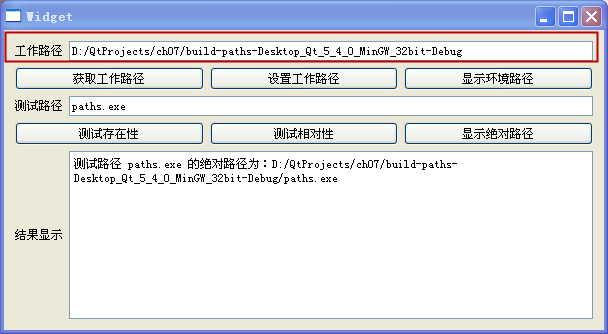 Widget
工作路径 D:/QtProjects/ch07/build-paths-Desktop_Qt_5_4_0_MinGW_32bit-Debug
获取工作路径 设置工作路径 显示环境路径
测试路径 paths.exe
测试存在性 测试相对性 显示绝对路径
测试路径 paths.exe 的绝对路径为：D:/QtProjects/ch07/build-paths-
Desktop_Qt_5_4_0_MinGW_32bit-Debug/paths.exe
结果显示